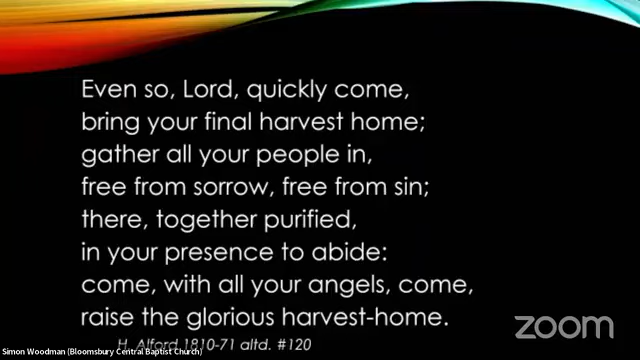 Even so, Lord, quickly come,
bring your final harvest home;
gather all your people in,
free from sorrow, free from sin;
there, together purified,
in your presence to abide:
come, with all your angels, come,
raise the glorious harvest-home.
H. Alford 1810-71 altd. #120
zoom
Simon Woodman (Bloomsbury Central Baptist Church)